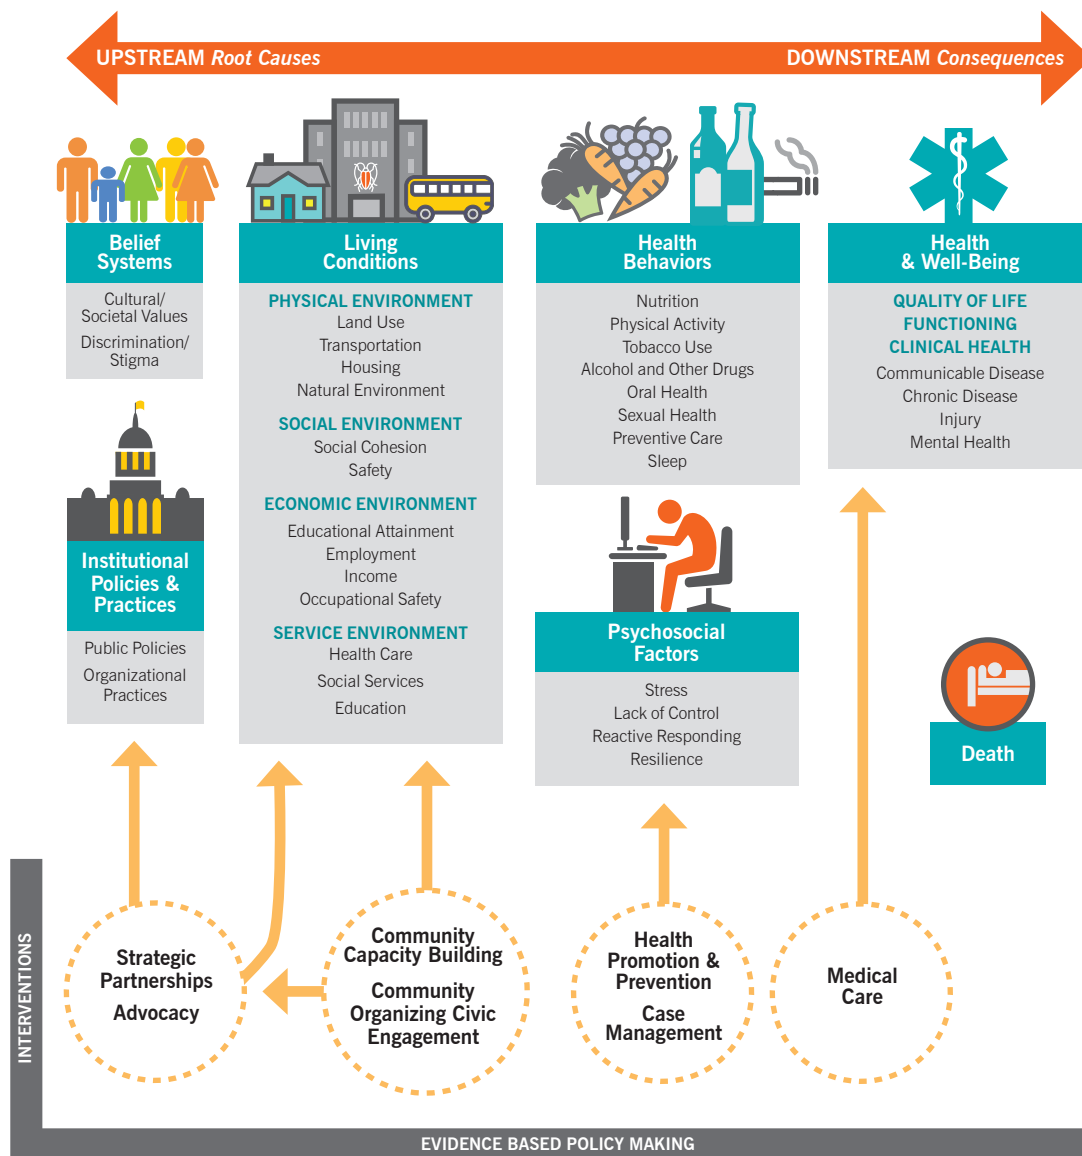 UPSTREAM Root Causes
DOWNSTREAM Consequences
Belief
Systems
Cultural/
Societal Values
Discrimination/
Stigma
Institutional
Policies &
Practices
Public Policies
Organizational
Practices
Living
Conditions
PHYSICAL ENVIRONMENT
Land Use
Transportation
Housing
Natural Environment
SOCIAL ENVIRONMENT
Social Cohesion
Safety
ECONOMIC ENVIRONMENT
Educational Attainment
Employment
Income
Occupational Safety
SERVICE ENVIRONMENT
Health Care
Social Services
Education
Health
Behaviors
Nutrition
Physical Activity
Tobacco Use
Alcohol and Other Drugs
Oral Health
Sexual Health
Preventive Care
Sleep
Psychosocial
Factors
Stress
Lack of Control
Reactive Responding
Resilience
Health
& Well-Being
QUALITY OF LIFE
FUNCTIONING
CLINICAL HEALTH
Communicable Disease
Chronic Disease
Injury
Mental Health
Death
INTERVENTIONS
Strategic
Partnerships
Advocacy
Community
Capacity Building
Community
Organizing Civic
Engagement
Health
Promotion &
Prevention
Case
Management
Medical
Care
EVIDENCE BASED POLICY MAKING